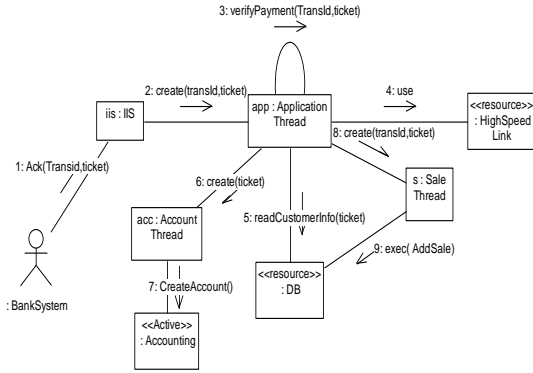 3: verifyPayment(TransId,ticket)
2: create(transId,ticket)
4: use
iis : IIS
app : Application
Thread
<<resource>>
: HighSpeed
Link
8: create(transId,ticket)
1: Ack(Transid,ticket)
6: create(ticket)
s : Sale
Thread
acc : Account
Thread
5: readCustomerInfo(ticket)
9: exec( AddSale)
<<resource>>
: DB
7: CreateAccount()
: BankSystem
<<Active>>
: Accounting